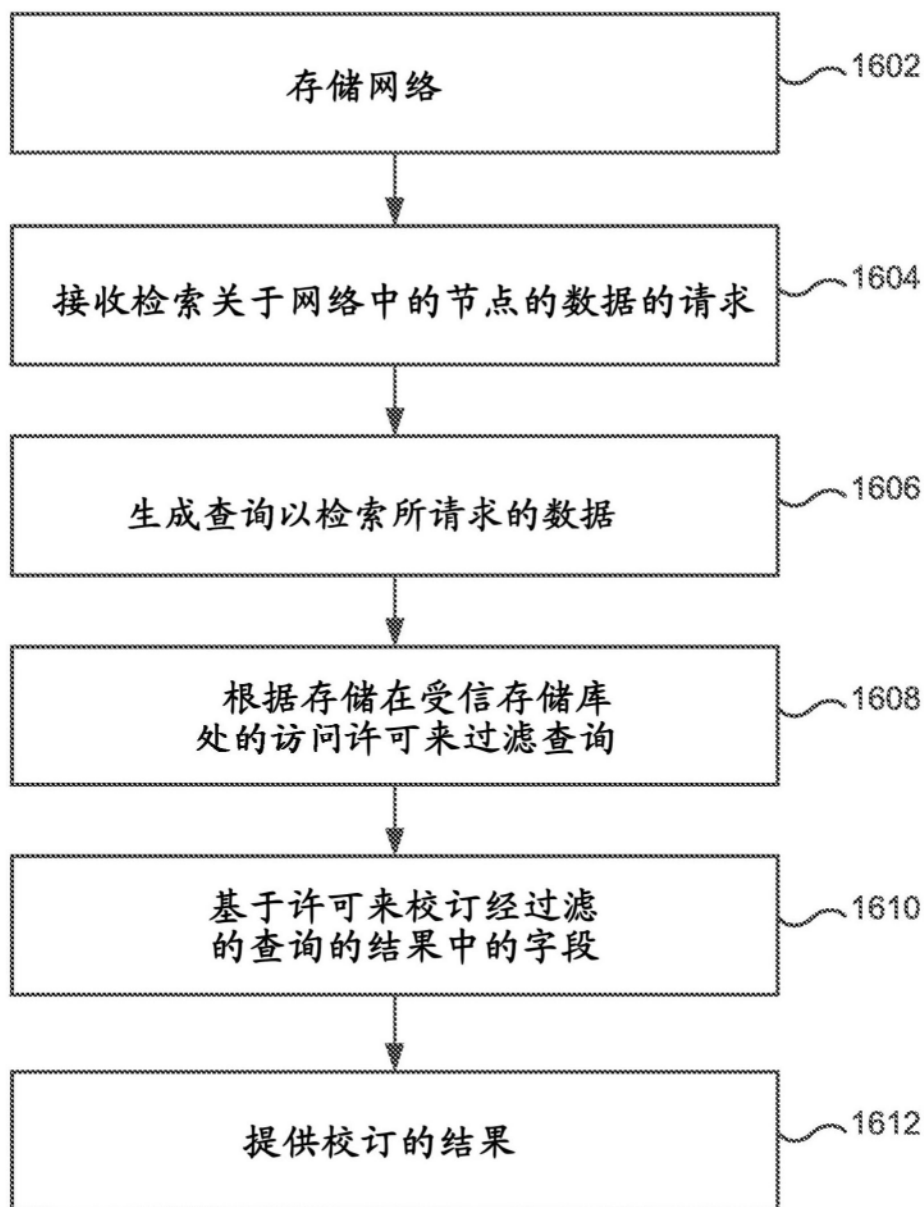 存储网络
1602
接收检索关于网络中的节点的数据的请求
1604
生成查询以检索所请求的数据
1606
根据存储在受信存储库
处的访问许可来过滤查询
1608
基于许可来校订经过滤
的查询的结果中的字段
1610
提供校订的结果
1612